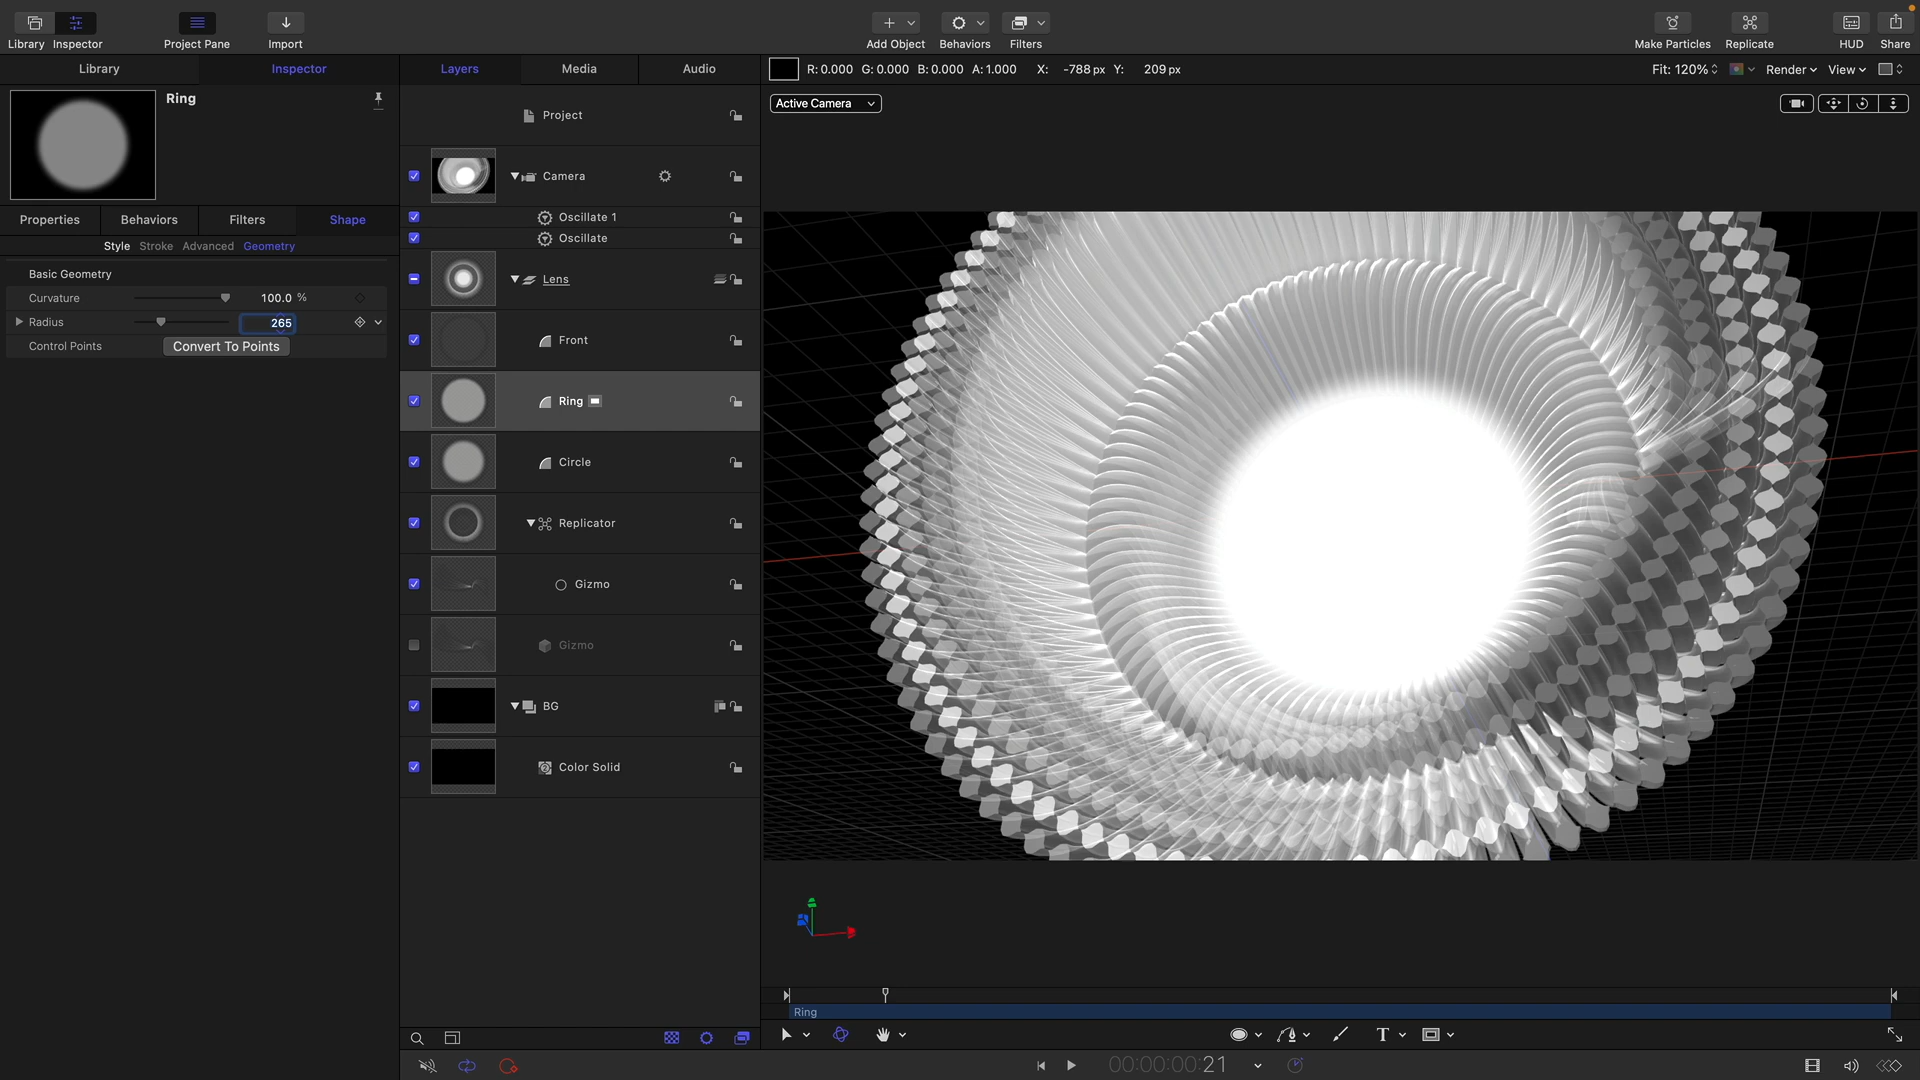 Library
Inspector
Project Pane
Import
Add Object
Behaviors
Filters
Make Particles
Replicate
HUD
Share
Library
Inspector
Layers
Media
Audio
R: 0.000 G: 0.000 B: 0.000 A: 1.000 X: -788 px Y: 209 px
Fit: 120%
Render
View
Ring
Active Camera
Project
Camera
Properties
Behaviors
Filters
Shape
Oscillate 1
Style
Stroke
Advanced
Geometry
Oscillate
Basic Geometry
Lens
Curvature
100.0 %
Radius
265
Control Points
Convert To Points
Front
Ring
Circle
Replicator
Gizmo
Gizmo
BG
Color Solid
Ring
T
00:00:00:21